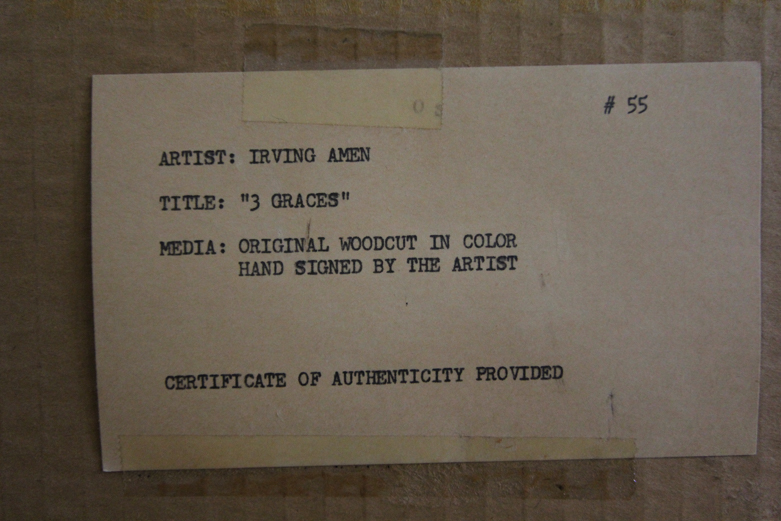 # 55
ARTIST: IRVING AMEN
TITLE: "3 GRACES"
MEDIA: ORIGINAL WOODCUT IN COLOR
HAND SIGNED BY THE ARTIST
CERTIFICATE OF AUTHENTICITY PROVIDED